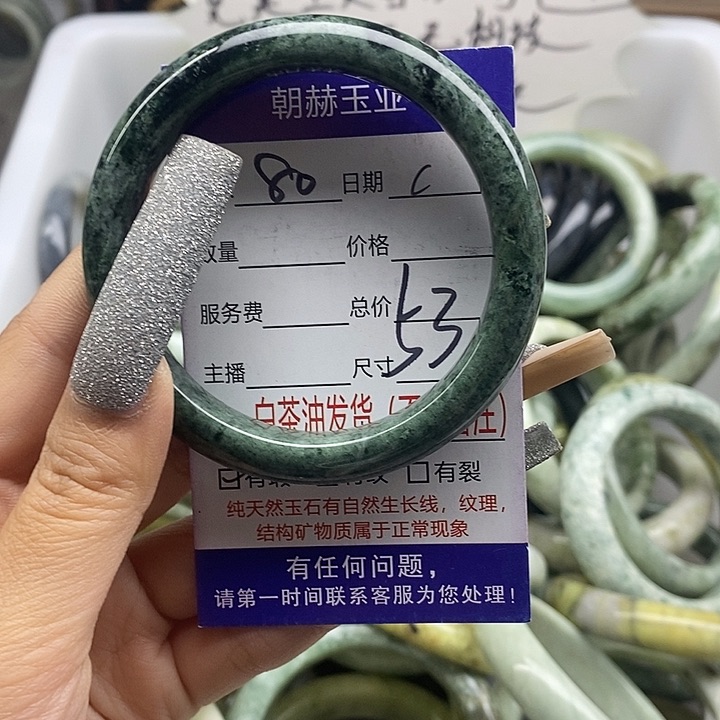 朝赫玉业
80 日期 C
数量 价格
服务费 总价
主播 尺寸 53
白茶油发货
有裂
纯天然玉石有自然生长线，纹理，
结构矿物质属于正常现象
有任何问题，
请第一时间联系客服为您处理！